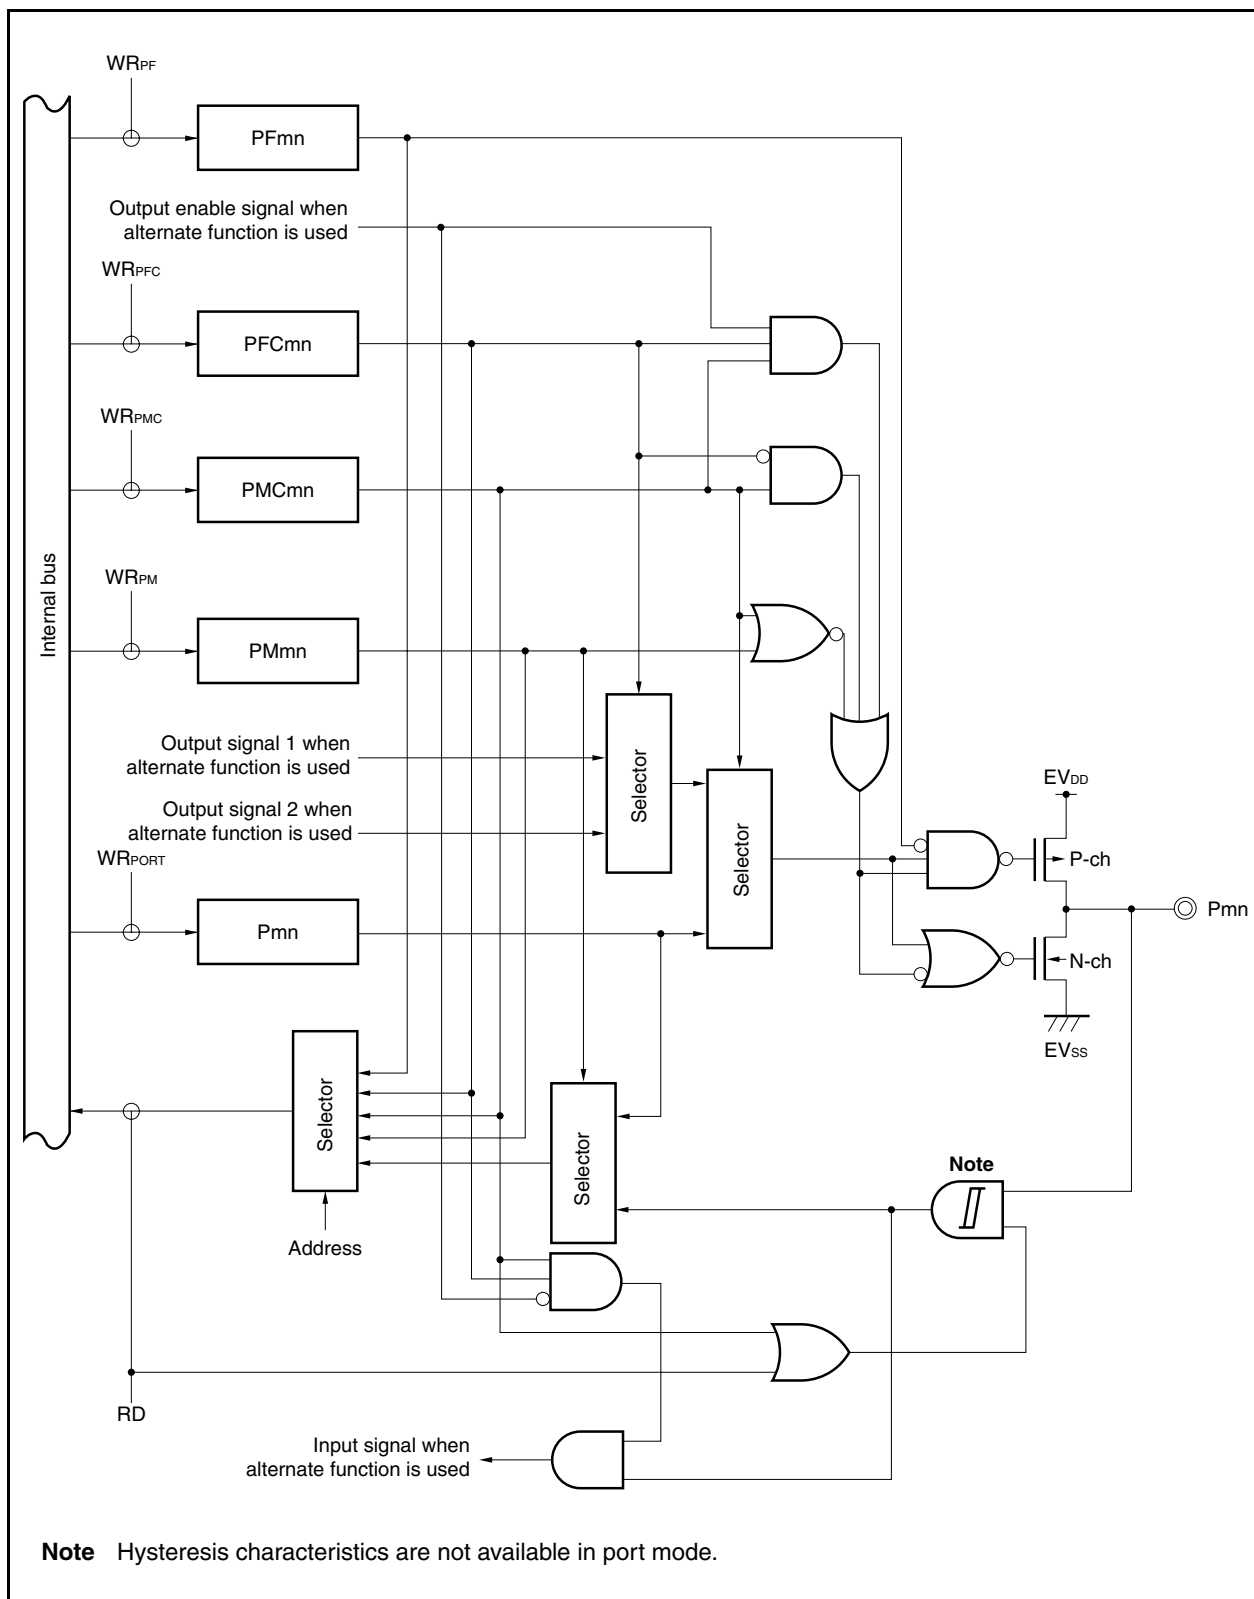 WRPF
PFmn
Output enable signal when
alternate function is used
WRPFC
PFCmn
WRPMC
PMCmn
Internal bus
WRPM
PMmn
Output signal 1 when
alternate function is used
Selector
Output signal 2 when
alternate function is used
Selector
EVDD
P-ch
WRPORT
Pmn
Pmn
N-ch
EVSS
Selector
Selector
Note
Address
RD
Input signal when
alternate function is used
Note Hysteresis characteristics are not available in port mode.